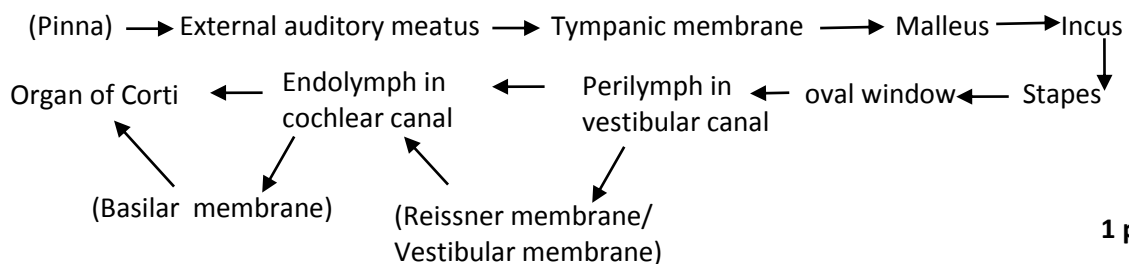 (Pinna) External auditory meatus Tympanic membrane Malleus Incus
Stapes oval window Perilymph in
vestibular canal
Endolymph in
cochlear canal
Organ of Corti
(Basilar membrane)
(Reissner membrane/
Vestibular membrane)
1 p